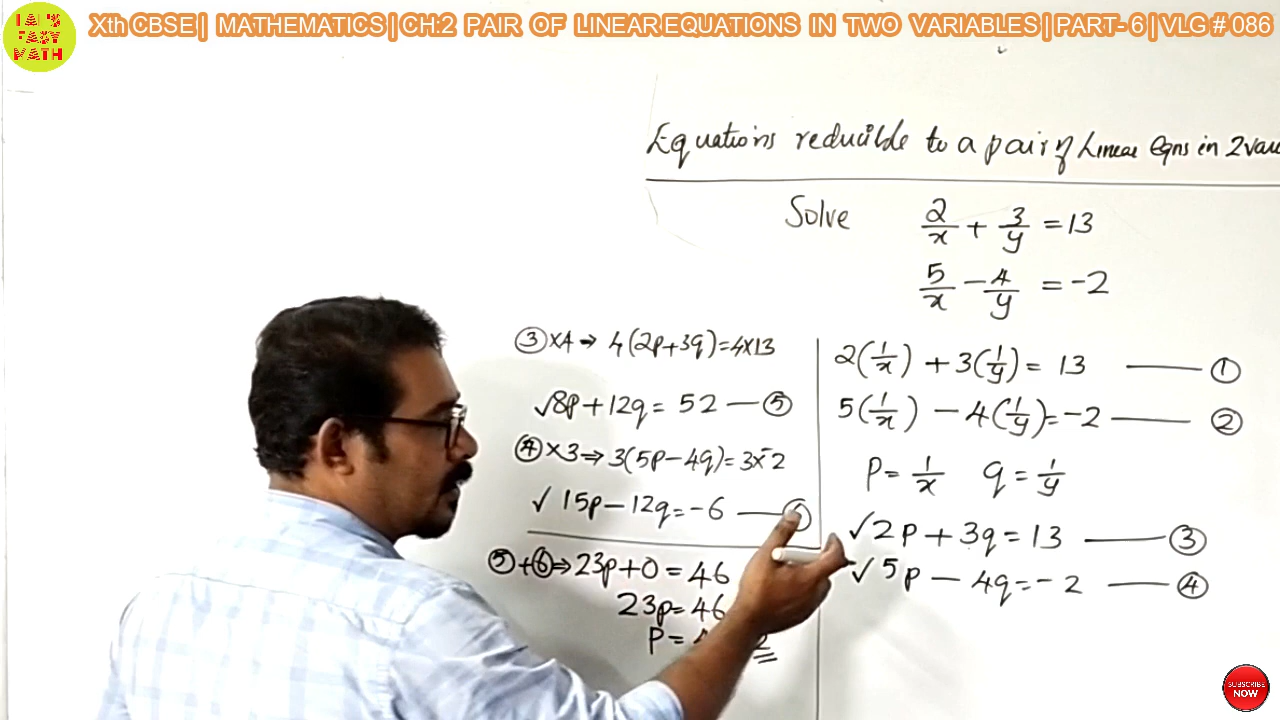 IAL'S
EASY
MATH
Xth CBSE | MATHEMATICS | CH:2 PAIR OF LINEAR EQUATIONS IN TWO VARIABLES | PART- 6 | VLG # 086
Equations reducible to a pair of Linear Eqns in 2 var
Solve 2/x + 3/y = 13
5/x - 4/y = -2
③×4→ 4(2p+3q)=4×13
√8p+12q= 52 — ⑤
④×3⇒3(5p-4q)=3×-2
√ 15p-12q=-6 — ⑥
⑤+⑥⇒23p+0=46
23p=46
P=
2
2(1/x) + 3(1/y) = 13 — ①
5(1/x) - 4(1/y)=-2 — ②
P=1/x q=1/y
√2p+3q=13 — ③
√5p-4q=-2 — ④
SUBSCRIBE
NOW